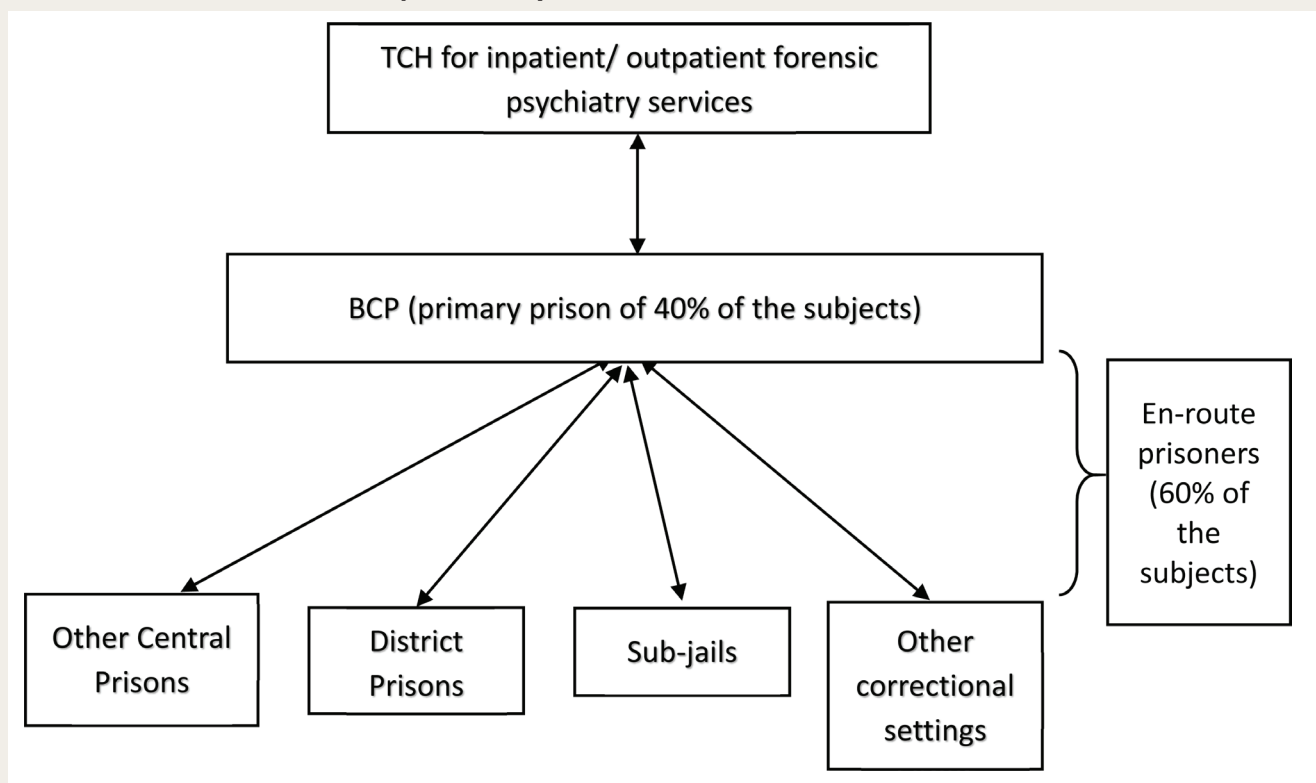 TCH for inpatient/ outpatient forensic
psychiatry services
BCP (primary prison of 40% of the subjects)
En-route
prisoners
(60% of
the
subjects)
Other Central
Prisons
District
Prisons
Sub-jails
Other
correctional
settings